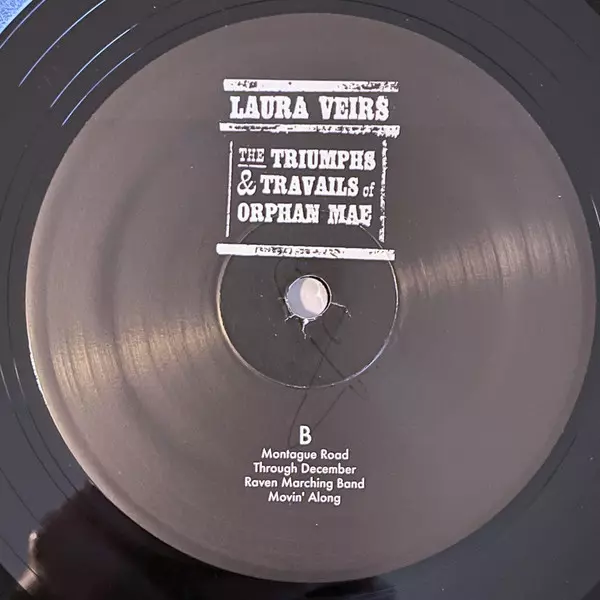 LAURA VEIRS
THE TRIUMPHS
& TRAVAILS of
ORPHAN MAE
B
Montague Road
Through December
Raven Marching Band
Movin' Along